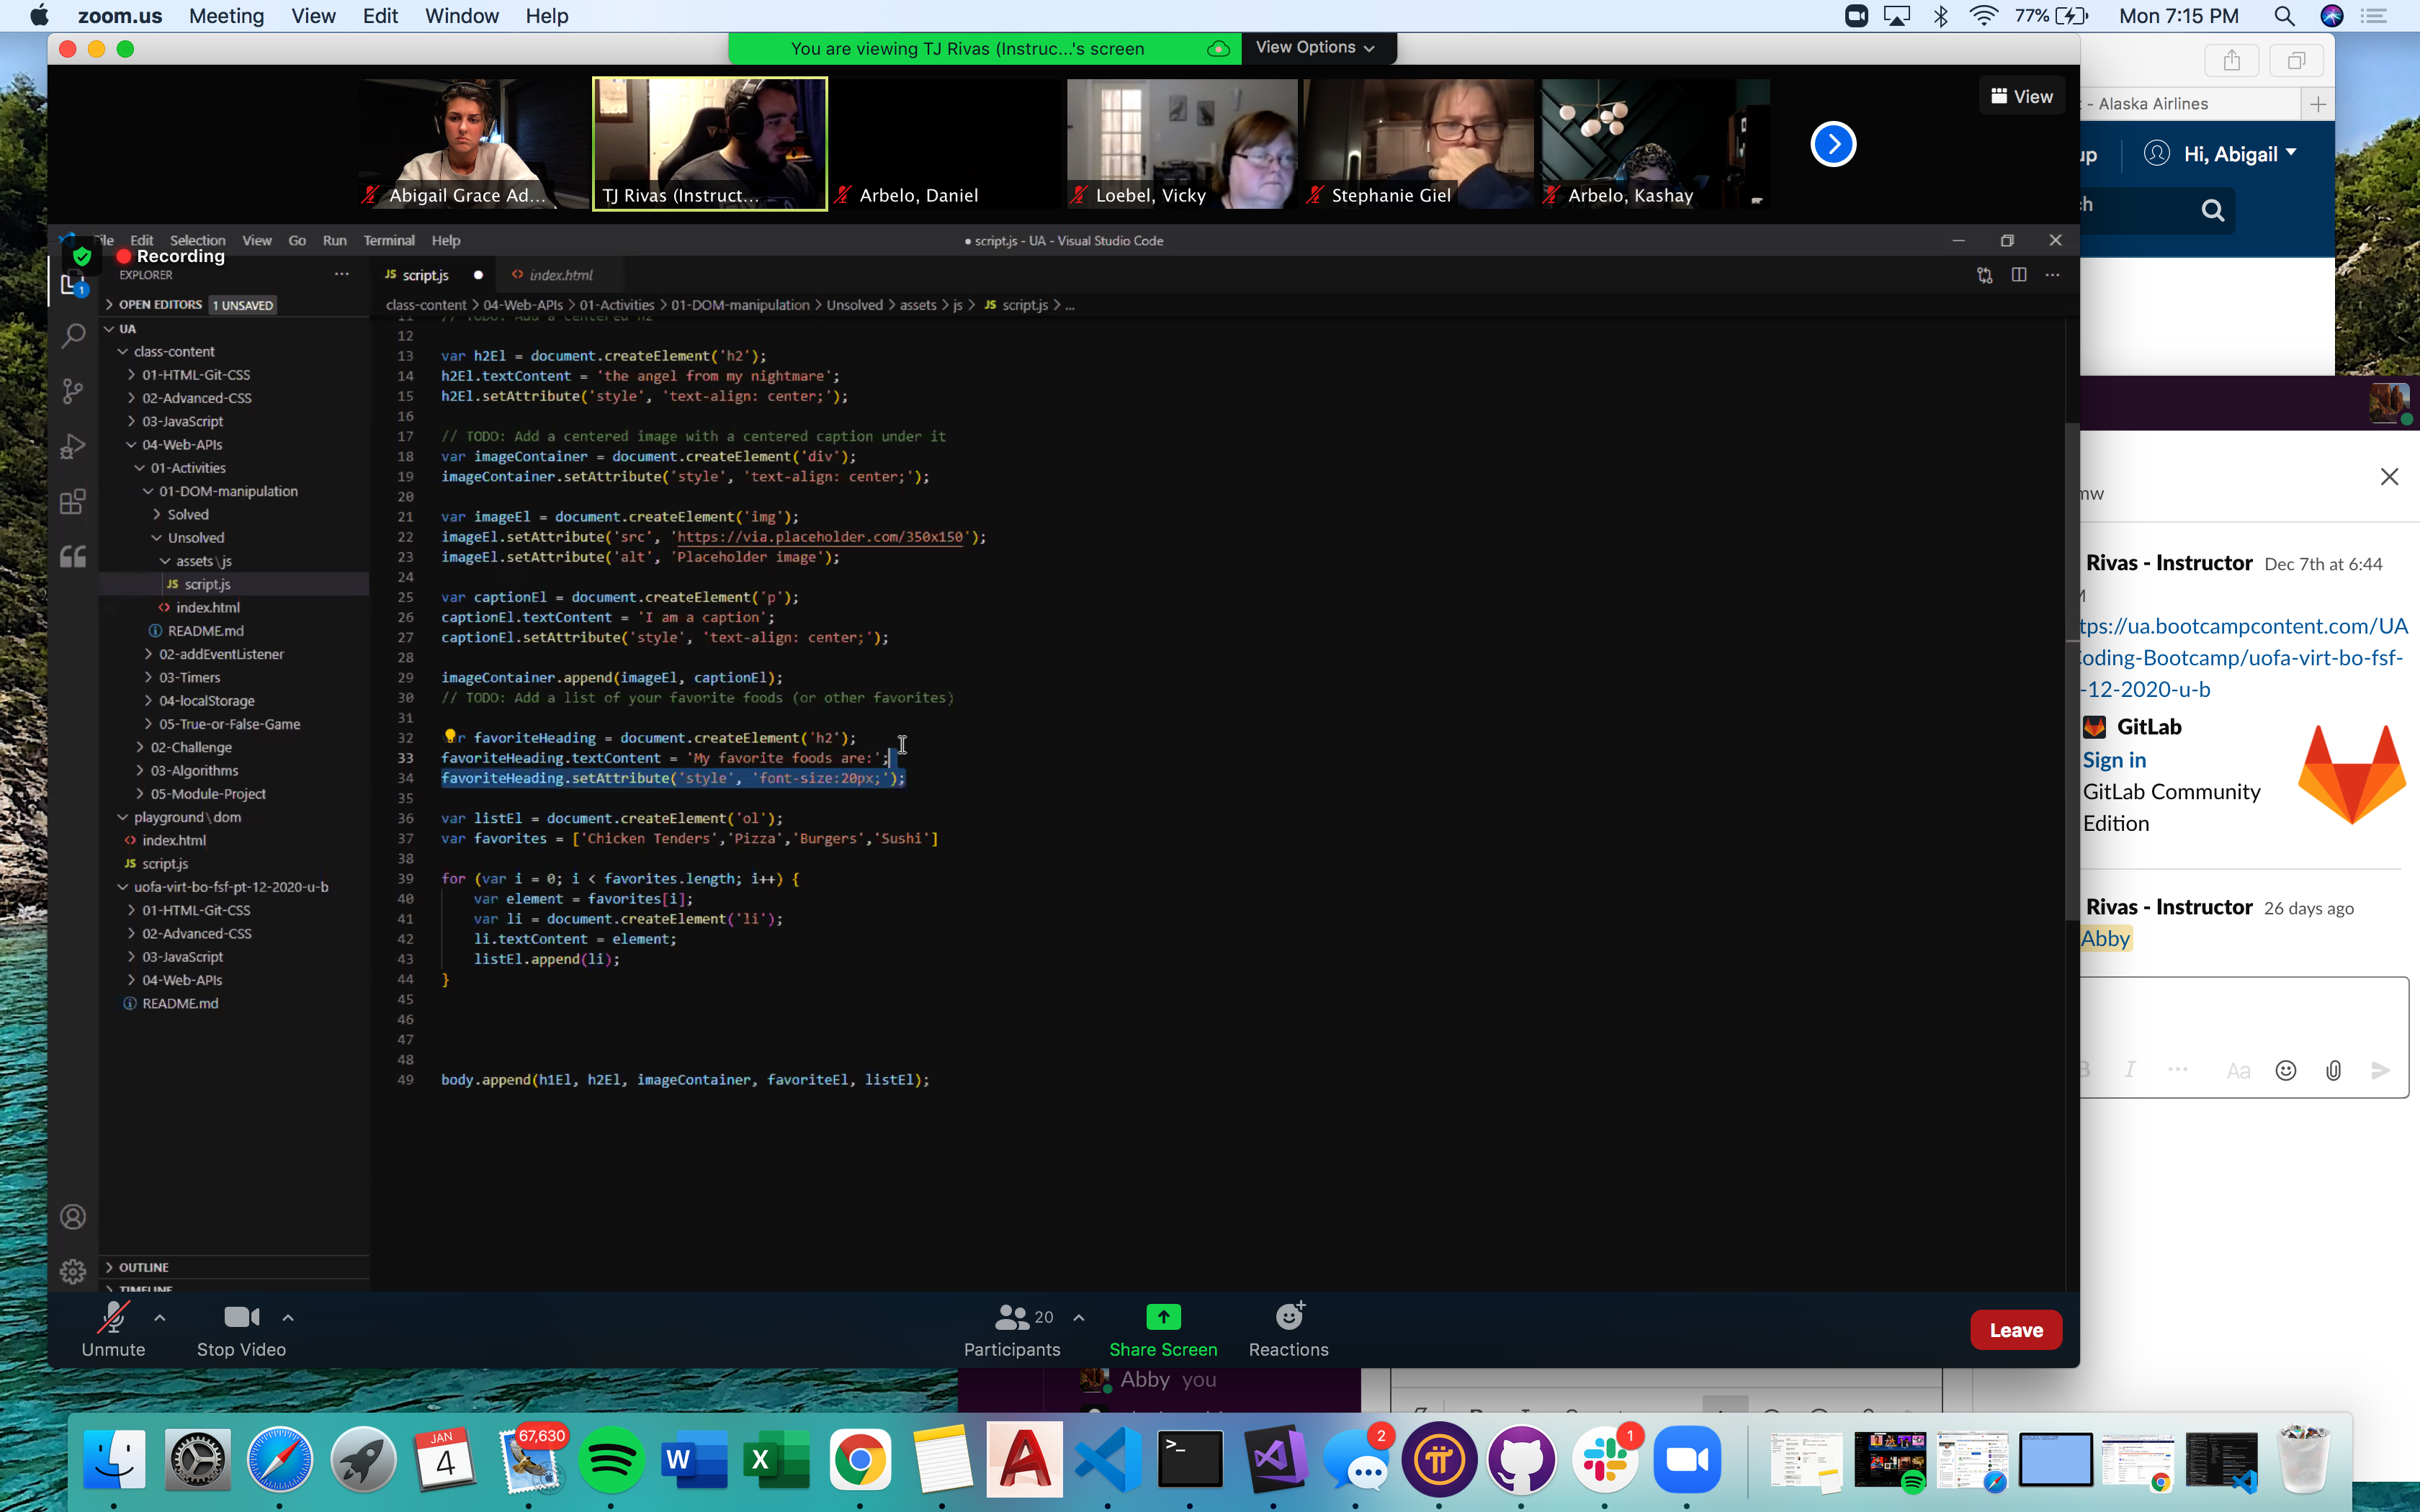 zoom.us Meeting View Edit Window Help
77% Mon 7:15 PM
You are viewing TJ Rivas (Instruc...'s screen
View Options
View
- Alaska Airlines
up
Hi, Abigail
ch
Abigail Grace Ad...
TJ Rivas (Instruct...
Arbelo, Daniel
Loebel, Vicky
Stephanie Giel
Arbelo, Kashay
File Edit Selection View Go Run Terminal Help
● script.js - UA - Visual Studio Code
Recording
EXPLORER
JS script.js
<> index.html
OPEN EDITORS 1 UNSAVED
class-content > 04-Web-APIs > 01-Activities > 01-DOM-manipulation > Unsolved > assets > js > JS script.js > ...
1
UA
class-content
01-HTML-Git-CSS
02-Advanced-CSS
03-JavaScript
04-Web-APIs
01-Activities
01-DOM-manipulation
Solved
Unsolved
assets\js
JS script.js
<> index.html
README.md
02-addEventListener
03-Timers
04-localStorage
05-True-or-False-Game
02-Challenge
03-Algorithms
05-Module-Project
playground\dom
<> index.html
JS script.js
uofa-virt-bo-fsf-pt-12-2020-u-b
01-HTML-Git-CSS
02-Advanced-CSS
03-JavaScript
04-Web-APIs
README.md
OUTLINE
TIMELINE
11 // TODO: Add a centered h2
12
13 var h2El = document.createElement('h2');
14 h2El.textContent = 'the angel from my nightmare';
15 h2El.setAttribute('style', 'text-align: center;');
16
17 // TODO: Add a centered image with a centered caption under it
18 var imageContainer = document.createElement('div');
19 imageContainer.setAttribute('style', 'text-align: center;');
20
21 var imageEl = document.createElement('img');
22 imageEl.setAttribute('src', 'https://via.placeholder.com/350x150');
23 imageEl.setAttribute('alt', 'Placeholder image');
24
25 var captionEl = document.createElement('p');
26 captionEl.textContent = 'I am a caption';
27 captionEl.setAttribute('style', 'text-align: center;');
28
29 imageContainer.append(imageEl, captionEl);
30 // TODO: Add a list of your favorite foods (or other favorites)
31
32 var favoriteHeading = document.createElement('h2');
33 favoriteHeading.textContent = 'My favorite foods are:';
34 favoriteHeading.setAttribute('style', 'font-size:20px;');
35
36 var listEl = document.createElement('ol');
37 var favorites = ['Chicken Tenders','Pizza','Burgers','Sushi']
38
39 for (var i = 0; i < favorites.length; i++) {
40 var element = favorites[i];
41 var li = document.createElement('li');
42 li.textContent = element;
43 listEl.append(li);
44 }
45
46
47
48
49 body.append(h1El, h2El, imageContainer, favoriteEl, listEl);
mw
Rivas - Instructor Dec 7th at 6:44
M
tps://ua.bootcampcontent.com/UA
Coding-Bootcamp/uofa-virt-bo-fsf-
-12-2020-u-b
GitLab
Sign in
GitLab Community
Edition
Rivas - Instructor 26 days ago
Abby
B I Aa
Unmute
Stop Video
20
Participants
Share Screen
Reactions
Leave
Abby you
JAN
4
67,630
W
X
>_
2
1